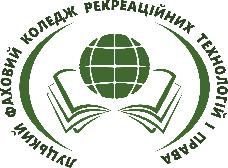 ЛУЦЬКИЙ ФАХОВИЙ КОЛЕДЖ РЕКРЕАЦІЙНИХ ТЕХНОЛОГІЙ І ПРАВА